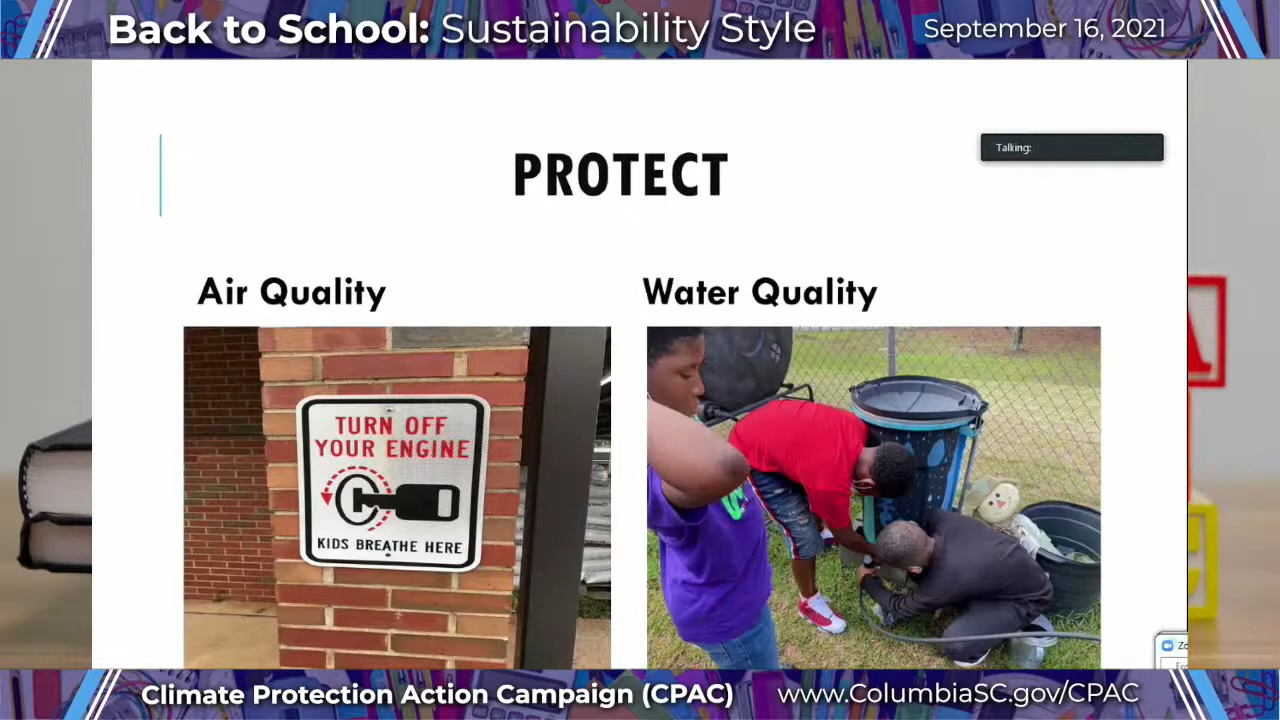 Back to School: Sustainability Style
September 16, 2021
Talking:
PROTECT
Air Quality
Water Quality
TURN OFF
YOUR ENGINE
KIDS BREATHE HERE
Climate Protection Action Campaign (CPAC)
www.ColumbiaSC.gov/CPAC